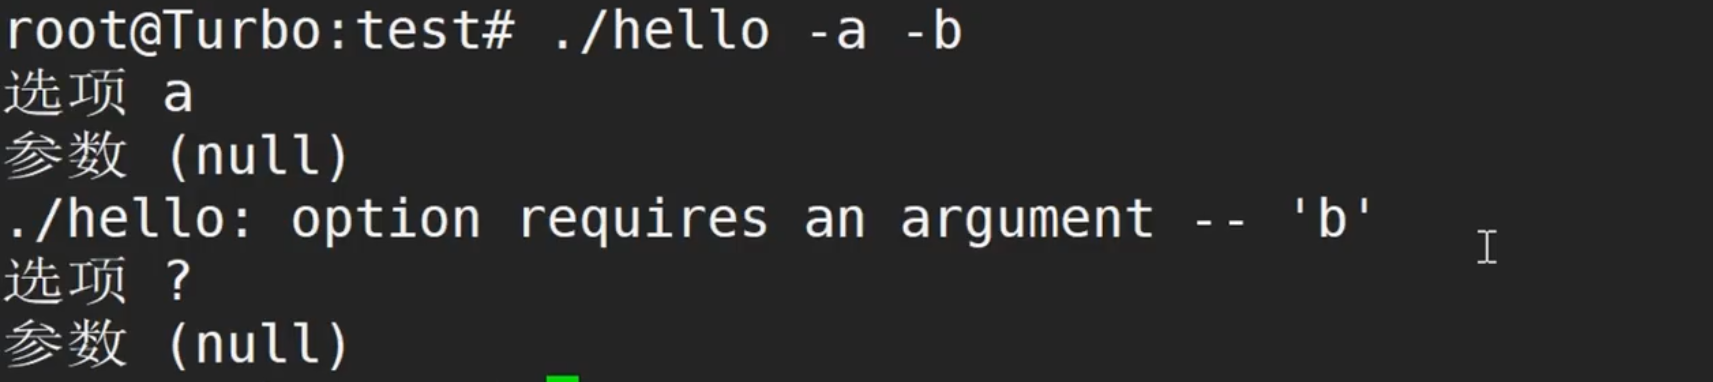 root@Turbo:test# ./hello -a -b
选项 a
参数 (null)
./hello: option requires an argument -- 'b'
选项 ?
参数 (null)